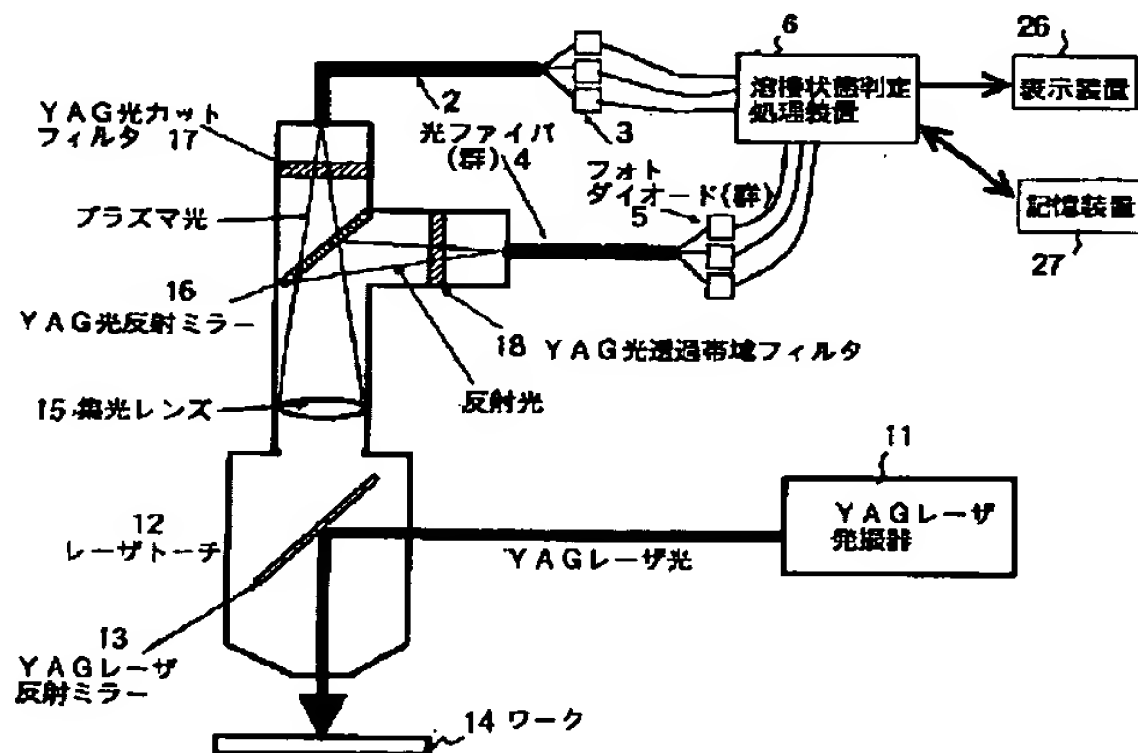 6
26
溶接状態判定
処理装置
表示装置
2
3
YAG光カット
フィルタ 17
光ファイバ
(群) 4
フォト
ダイオード(群)
5
記憶装置
27
プラズマ光
16
YAG光反射ミラー
18 YAG光透過帯域フィルタ
反射光
15 集光レンズ
11
YAGレーザ
発振器
12
レーザトーチ
YAGレーザ光
13
YAGレーザ
反射ミラー
14 ワーク